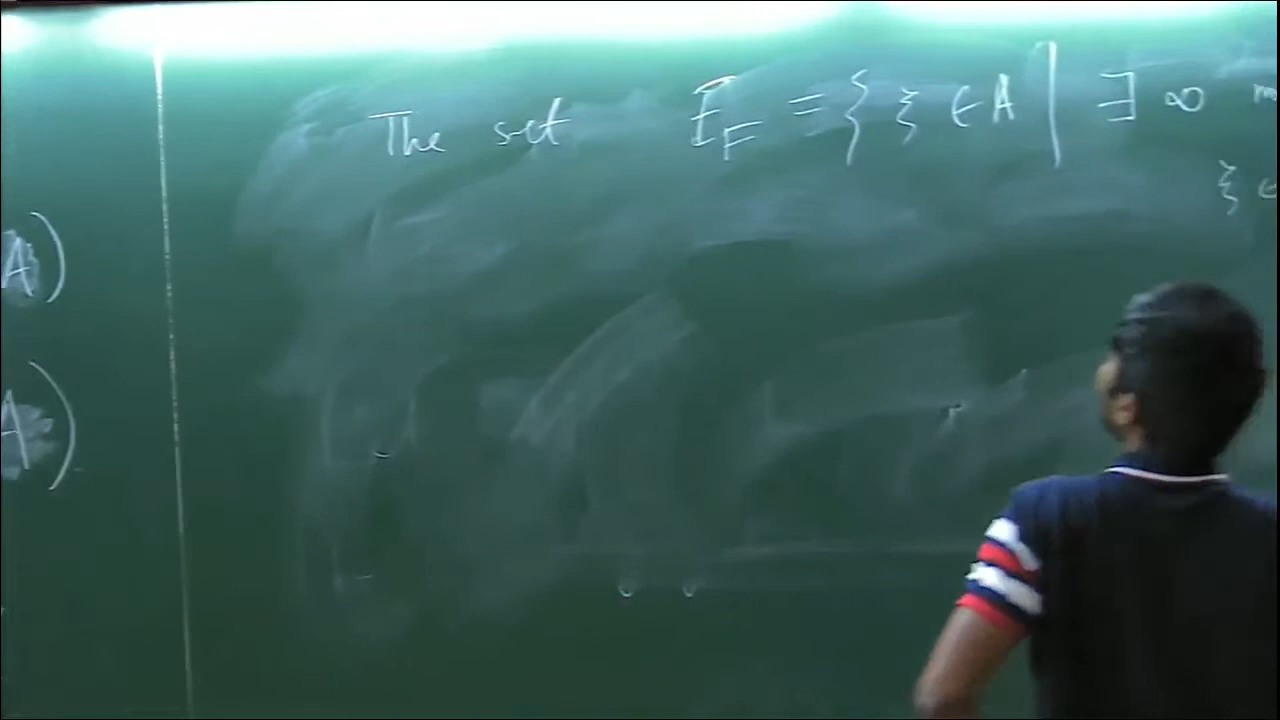 The set E_F = { ξ ∈ A | ∃ ∞
ξ ∈
A)
A)